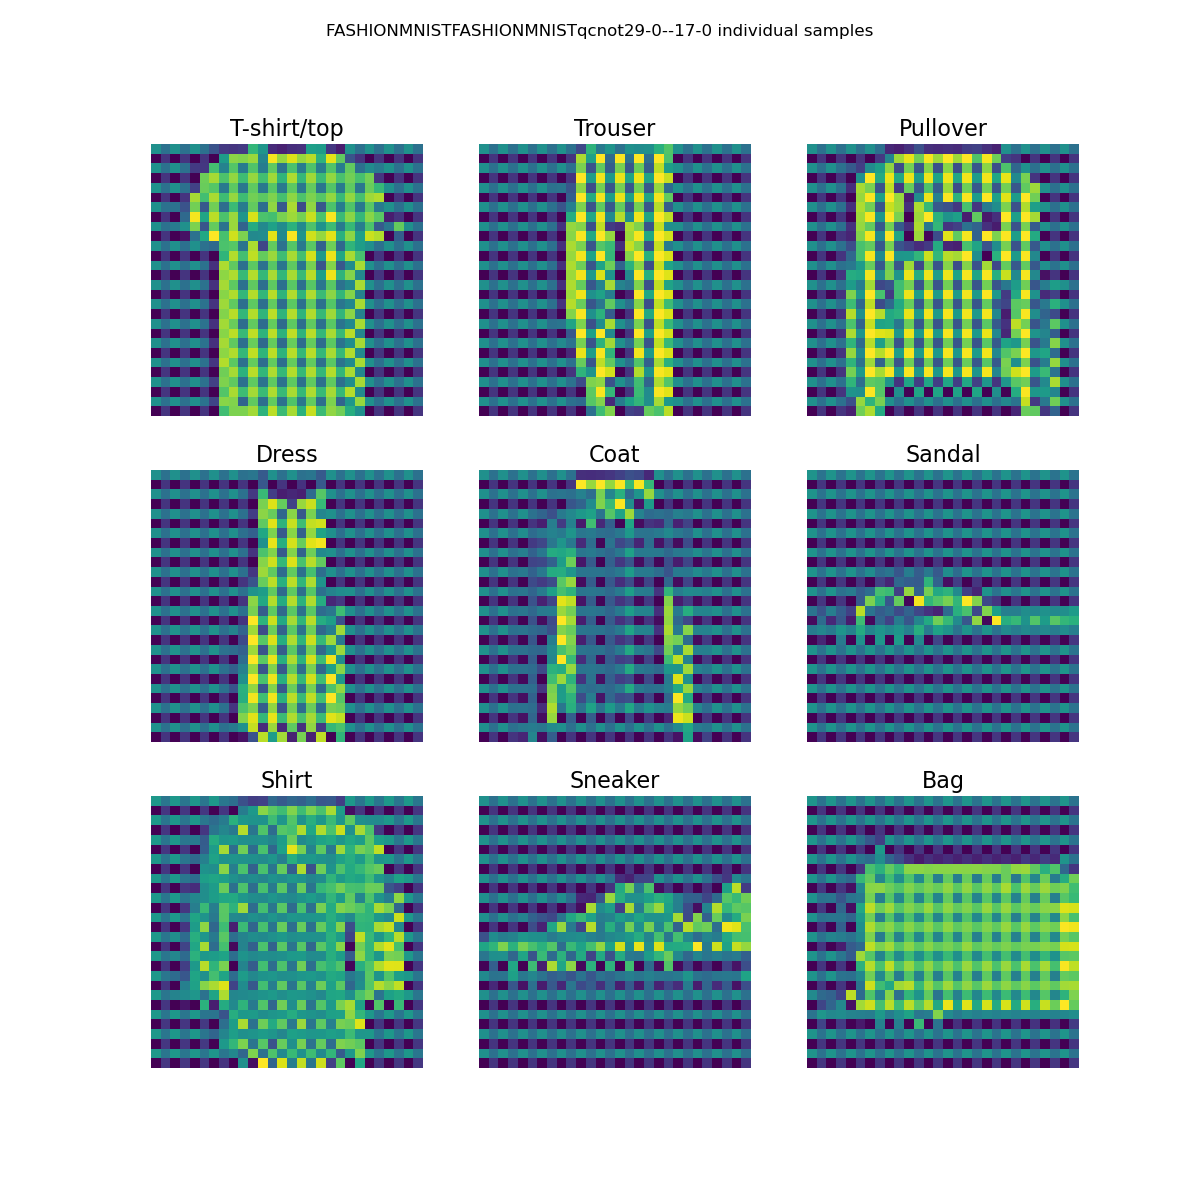 FASHIONMNISTFASHIONMNISTqcnot29-0--17-0 individual samples
T-shirt/top
Trouser
Pullover
Dress
Coat
Sandal
Shirt
Sneaker
Bag